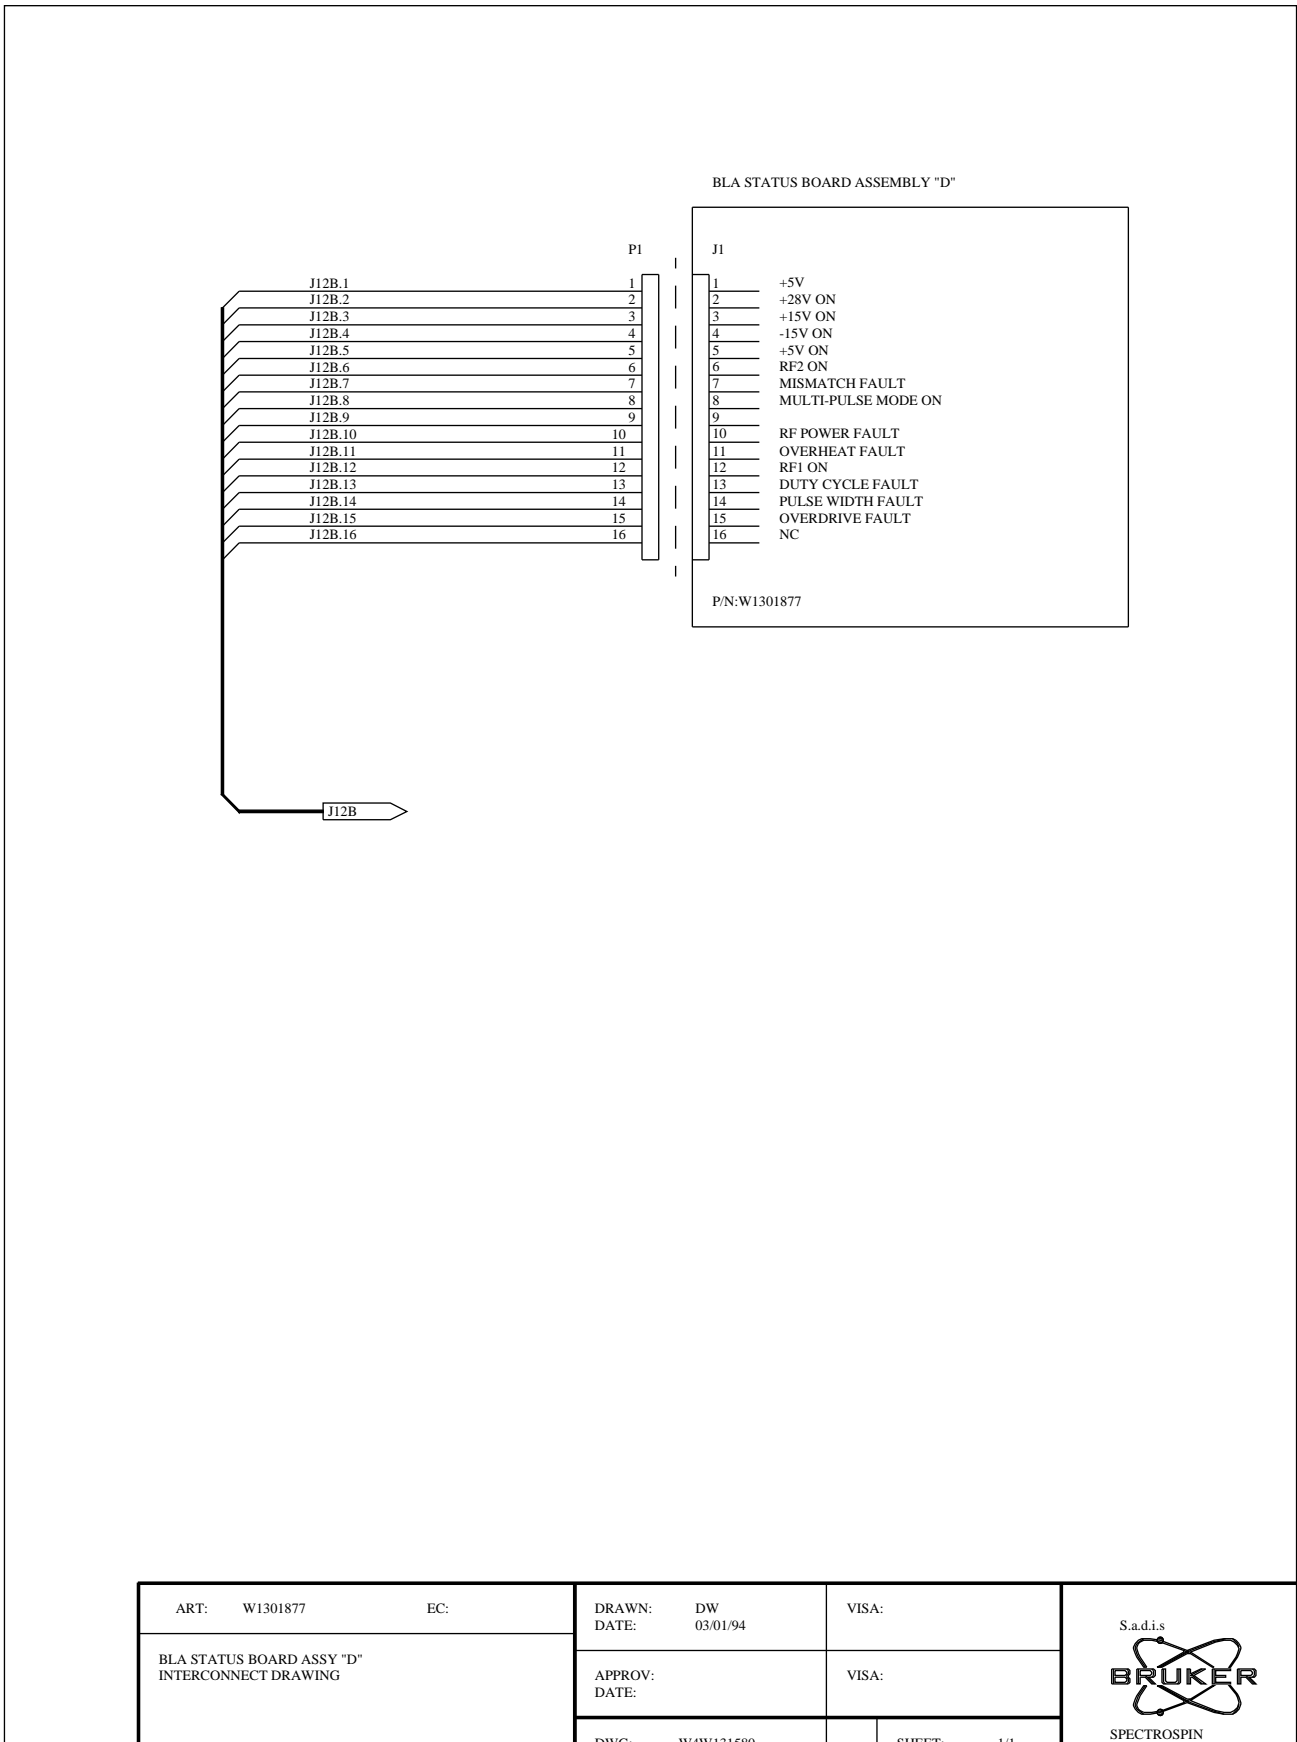 BLA STATUS BOARD ASSEMBLY "D"
P1 J1
J12B.1 1 1 +5V
J12B.2 2 2 +28V ON
J12B.3 3 3 +15V ON
J12B.4 4 4 -15V ON
J12B.5 5 5 +5V ON
J12B.6 6 6 RF2 ON
J12B.7 7 7 MISMATCH FAULT
J12B.8 8 8 MULTI-PULSE MODE ON
J12B.9 9 9
J12B.10 10 10 RF POWER FAULT
J12B.11 11 11 OVERHEAT FAULT
J12B.12 12 12 RF1 ON
J12B.13 13 13 DUTY CYCLE FAULT
J12B.14 14 14 PULSE WIDTH FAULT
J12B.15 15 15 OVERDRIVE FAULT
J12B.16 16 16 NC
P/N:W1301877
J12B
ART: W1301877 EC:
BLA STATUS BOARD ASSY "D"
INTERCONNECT DRAWING
DRAWN: DW
DATE: 03/01/94
VISA:
APPROV:
DATE:
VISA:
DWG: W4W131580
SHEET: 1/1
S.a.d.i.s
BRUKER
SPECTROSPIN